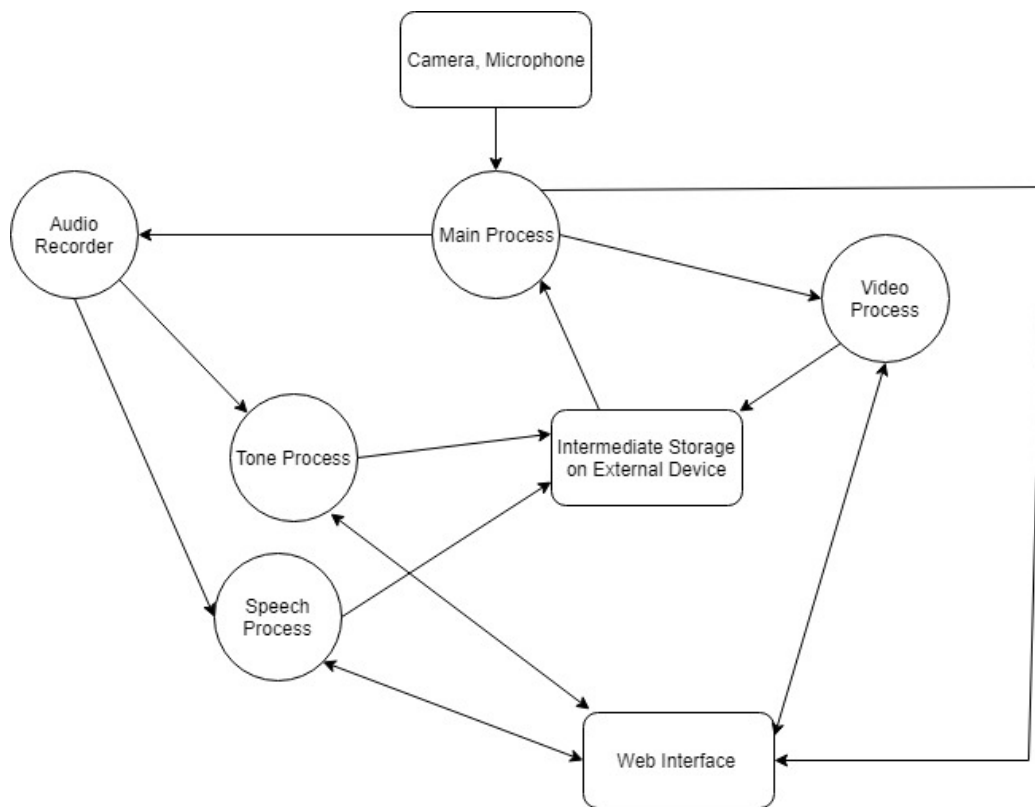 Camera, Microphone
Audio
Recorder
Main Process
Video
Process
Tone Process
Intermediate Storage
on External Device
Speech
Process
Web Interface